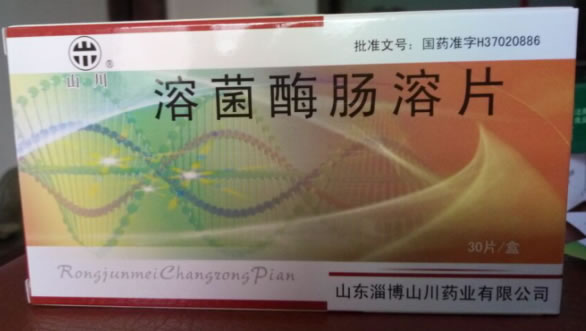 批准文号：国药准字H37020886
山川®
溶菌酶肠溶片
30片/盒
RongjunmeiChangrongPian
山东淄博山川药业有限公司